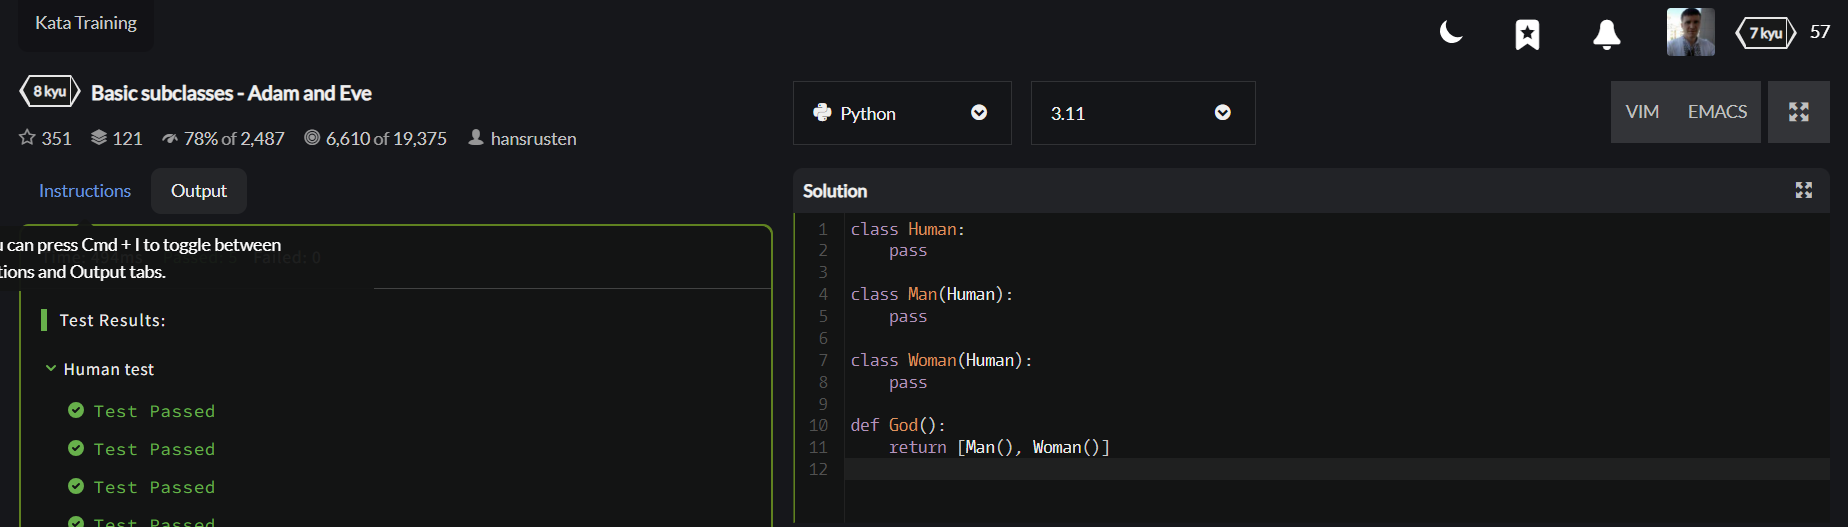 Kata Training
7 kyu 57
8 kyu Basic subclasses - Adam and Eve
351 121 78% of 2,487 6,610 of 19,375 hansrusten
Python
3.11
VIM EMACS
Instructions Output
u can press Cmd + I to toggle between
tions and Output tabs.
Time: 494ms Failed: 0
Test Results:
Human test
Test Passed
Test Passed
Test Passed
Test Passed
Solution
1 class Human:
2 pass
3
4 class Man(Human):
5 pass
6
7 class Woman(Human):
8 pass
9
10 def God():
11 return [Man(), Woman()]
12